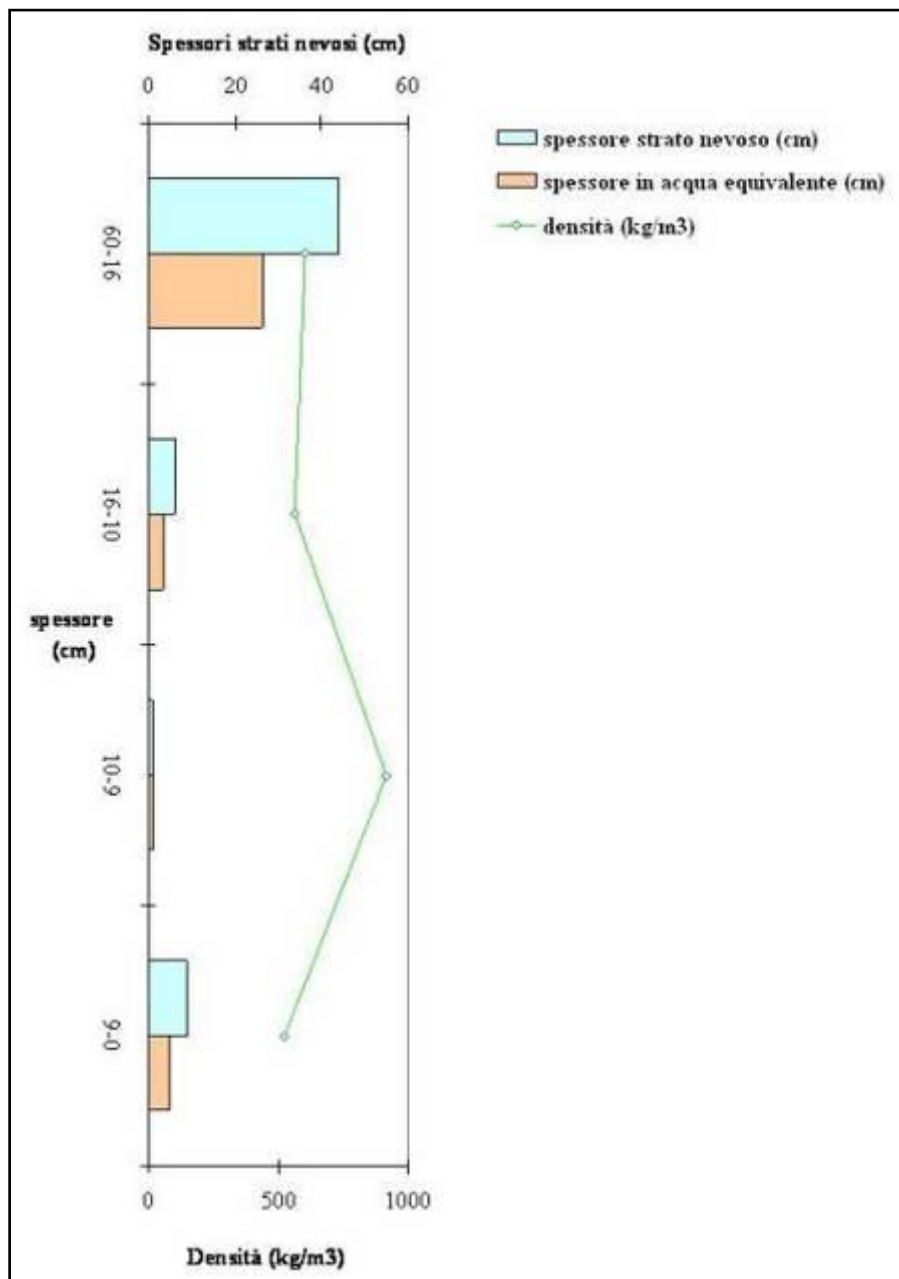 Spessori strati nevosi (cm)
0 20 40 60
spessore strato nevoso (cm)
spessore in acqua equivalente (cm)
densità (kg/m3)
60-16
16-10
spessore
(cm)
10-9
9-0
0 500 1000
Densità (kg/m3)